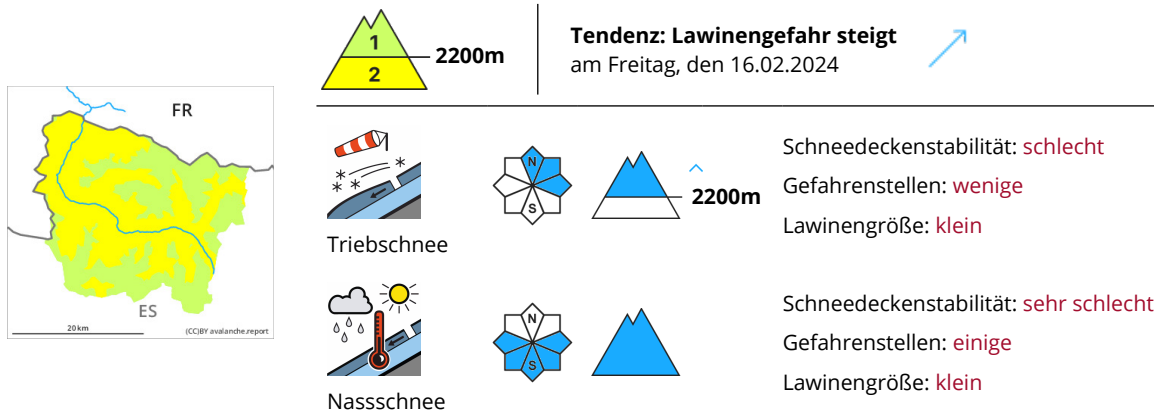 FR
ES
20 km
(CC)BY avalanche.report
1
2
2200m
Tendenz: Lawinengefahr steigt
am Freitag, den 16.02.2024
Triebschnee
N
S
2200m
Schneedeckenstabilität: schlecht
Gefahrenstellen: wenige
Lawinengröße: klein
Nassschnee
N
S
Schneedeckenstabilität: sehr schlecht
Gefahrenstellen: einige
Lawinengröße: klein